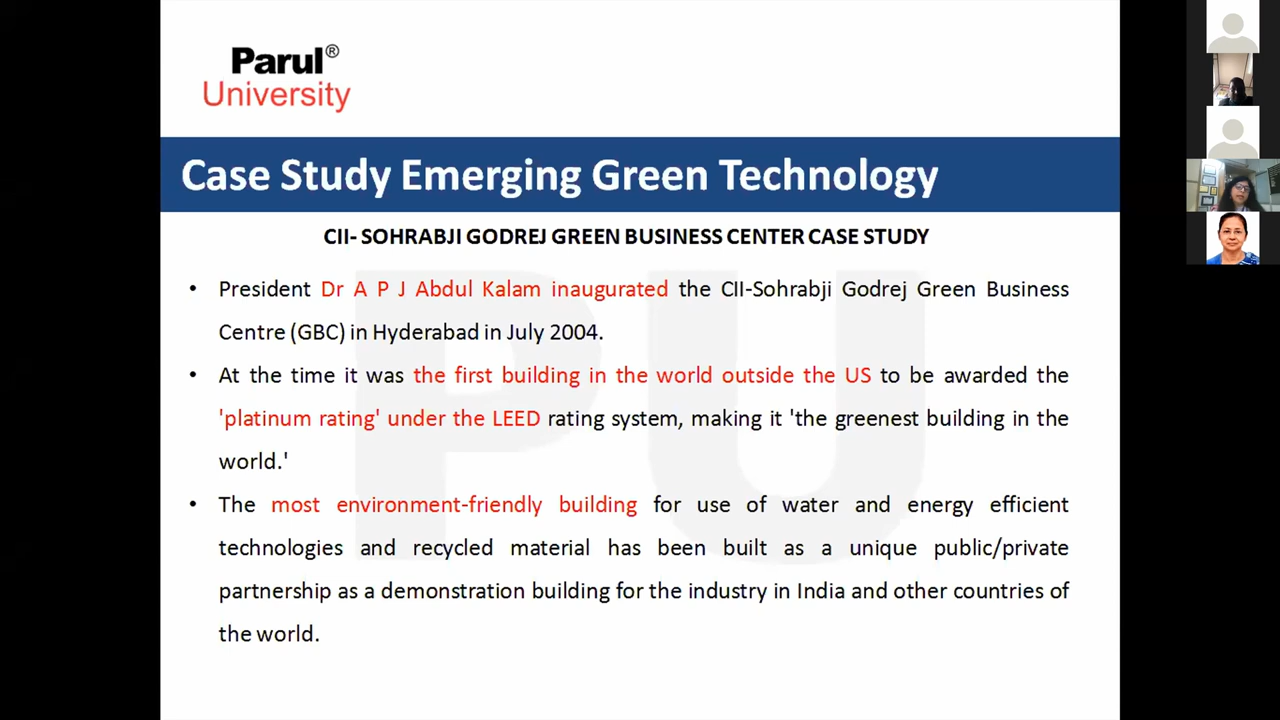 Parul®
University
Case Study Emerging Green Technology
CII- SOHRABJI GODREJ GREEN BUSINESS CENTER CASE STUDY
• President Dr A P J Abdul Kalam inaugurated the CII-Sohrabji Godrej Green Business
Centre (GBC) in Hyderabad in July 2004.
• At the time it was the first building in the world outside the US to be awarded the
'platinum rating' under the LEED rating system, making it 'the greenest building in the
world.'
• The most environment-friendly building for use of water and energy efficient
technologies and recycled material has been built as a unique public/private
partnership as a demonstration building for the industry in India and other countries of
the world.
PU